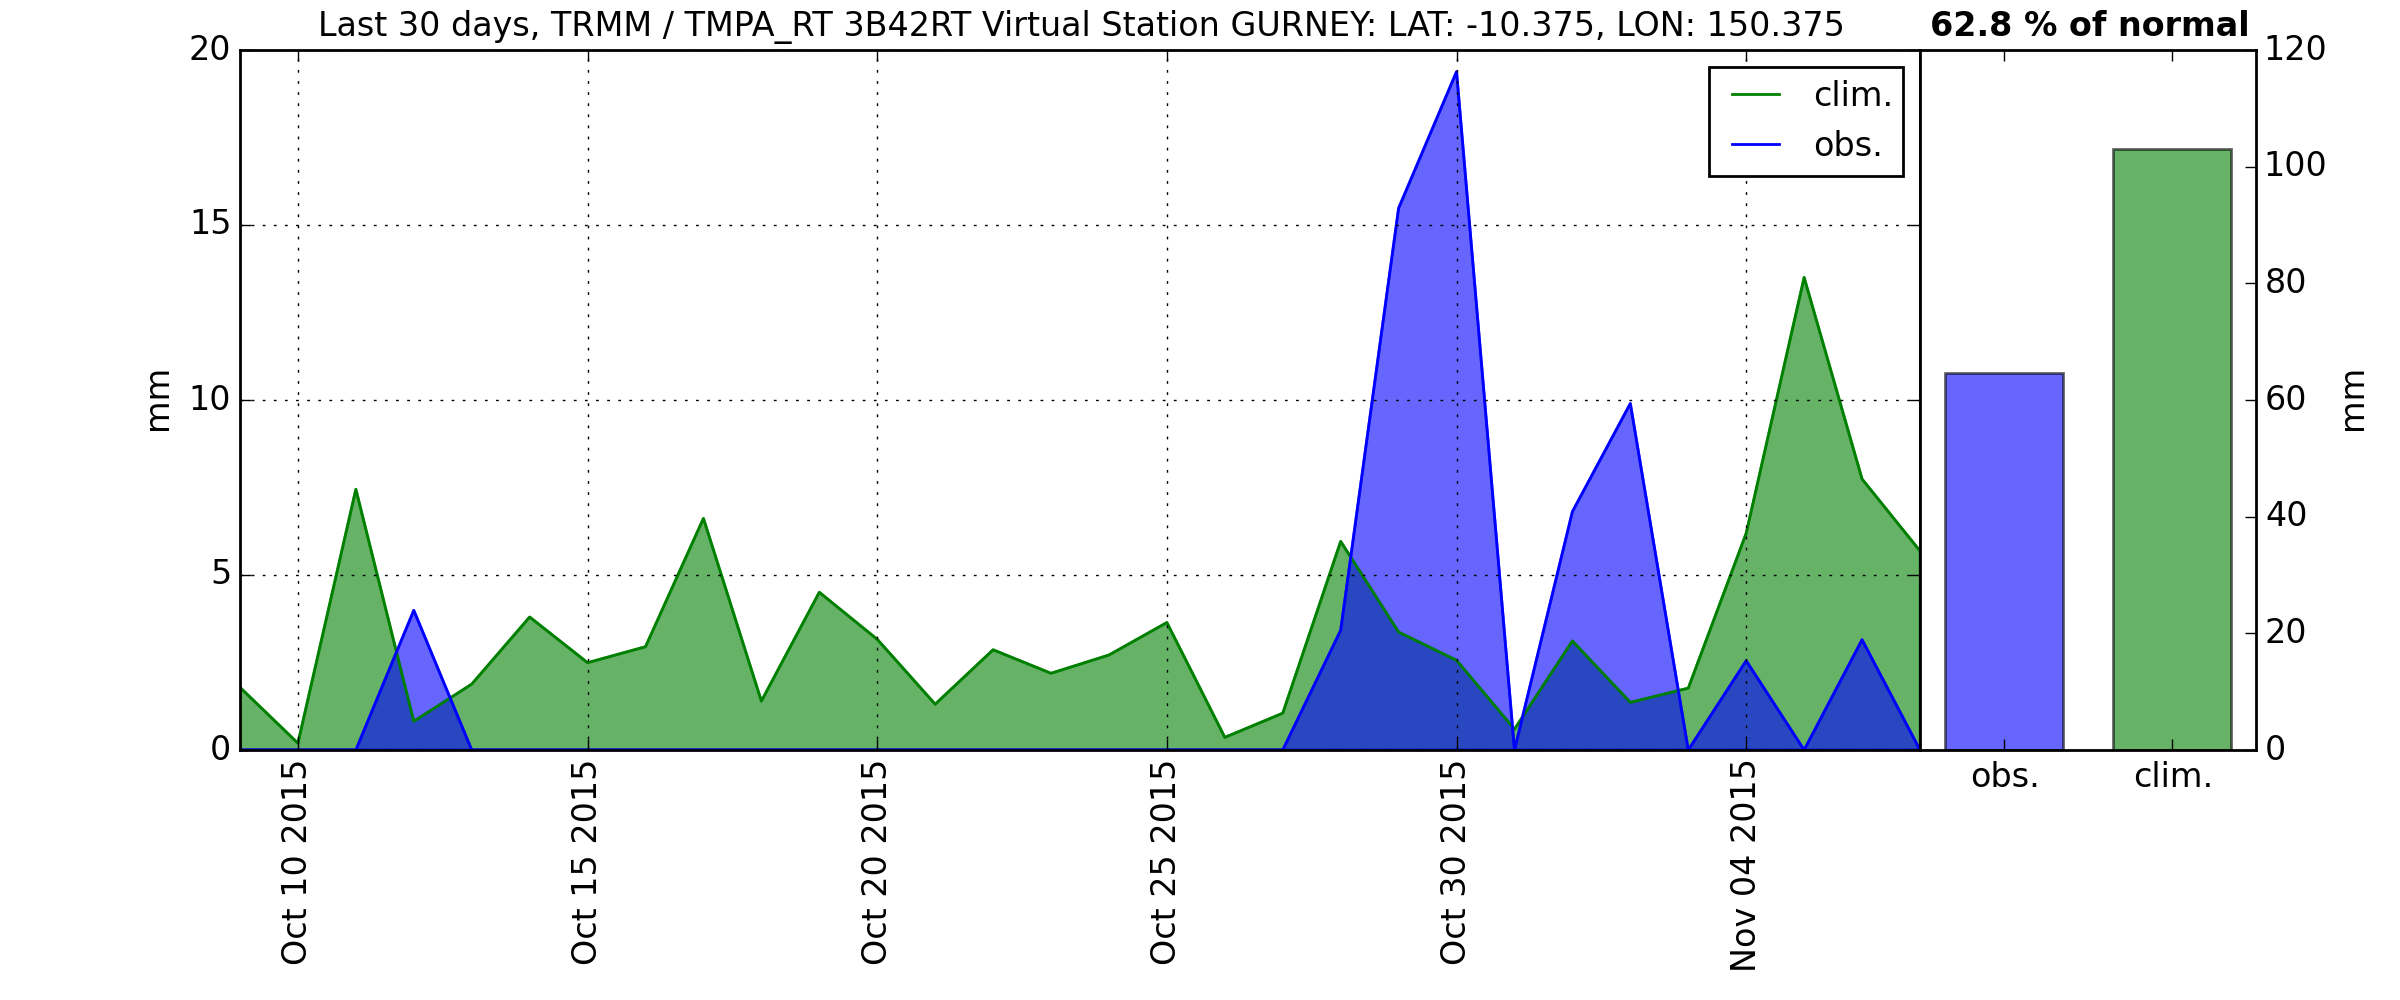 Last 30 days, TRMM / TMPA_RT 3B42RT Virtual Station GURNEY: LAT: -10.375, LON: 150.375
62.8 % of normal
20
15
10
5
0
mm
clim.
obs.
Oct 10 2015
Oct 15 2015
Oct 20 2015
Oct 25 2015
Oct 30 2015
Nov 04 2015
120
100
80
60
40
20
0
mm
obs.
clim.